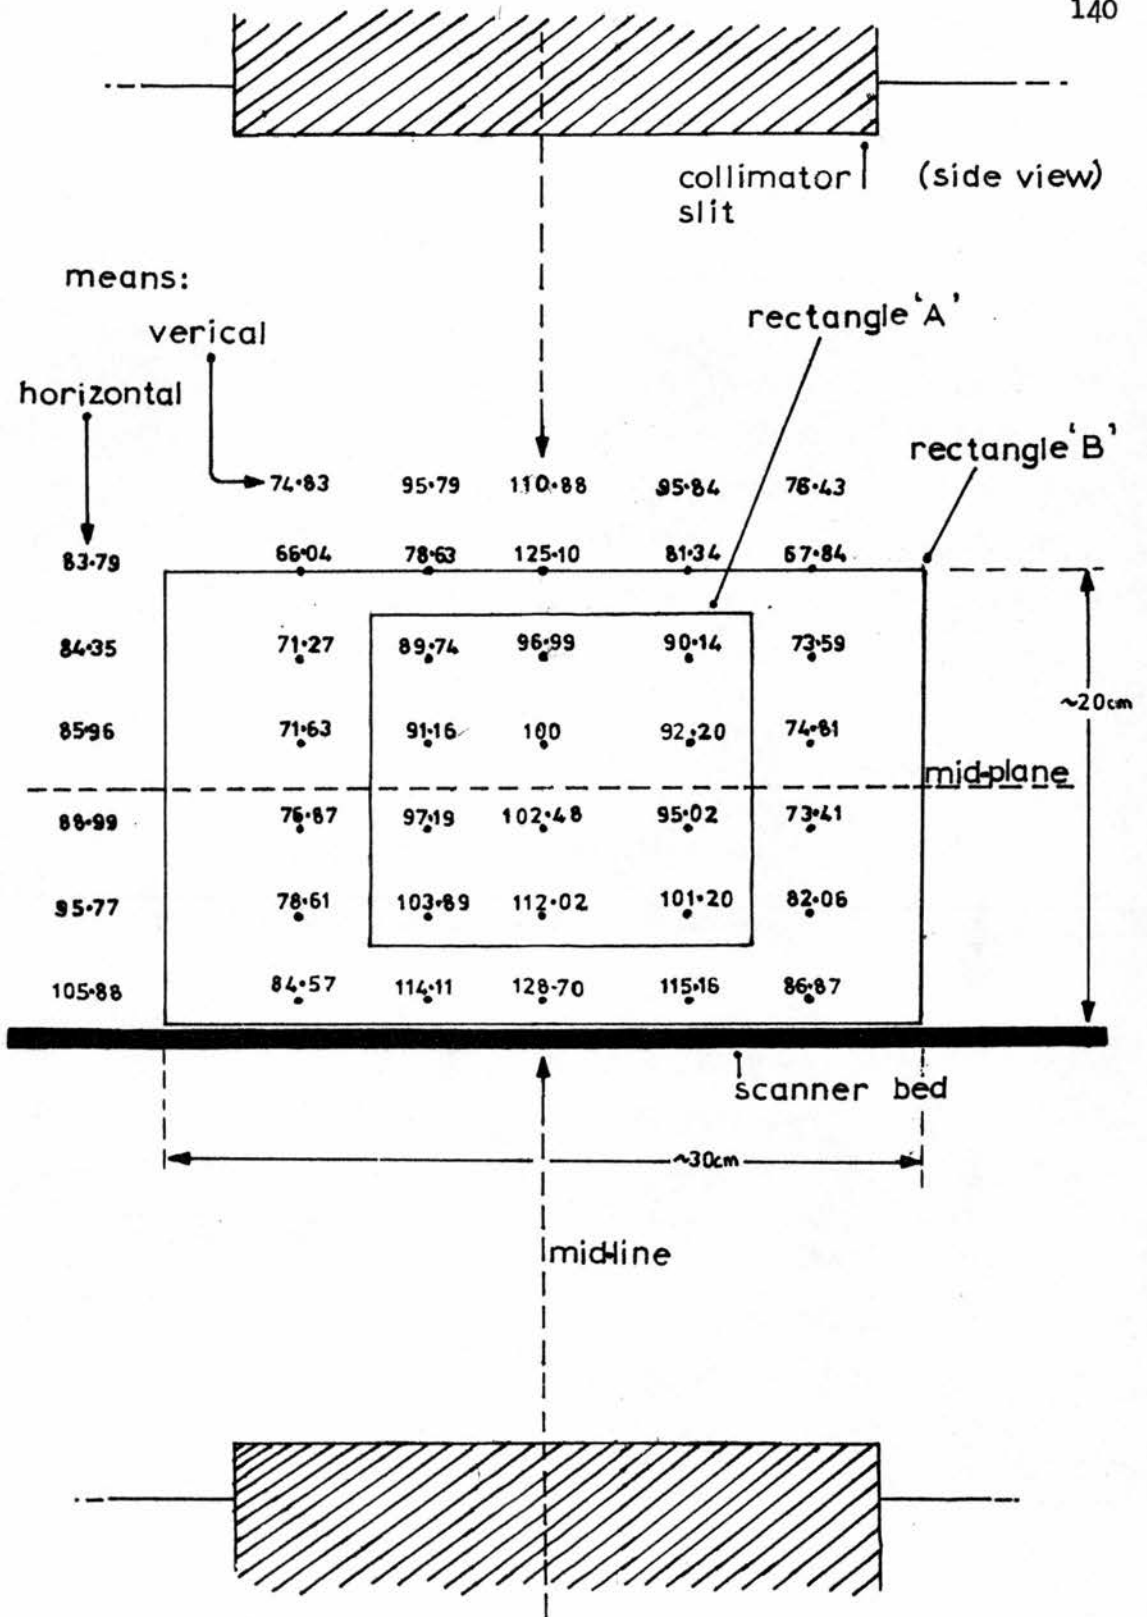 140
collimator (side view)
slit
means:
verical
horizontal
rectangle 'A'
rectangle 'B'
74·83 95·79 110·88 95·84 76·43
83·79 66·04 78·63 125·10 81·34 67·84
84·35 71·27 89·74 96·99 90·14 73·59
~20cm
85·96 71·63 91·16 100 92·20 74·81
mid-plane
88·99 76·87 97·19 102·48 95·02 73·41
95·77 78·61 103·89 112·02 101·20 82·06
105·88 84·57 114·11 128·70 115·16 86·87
scanner bed
~30cm
mid-line